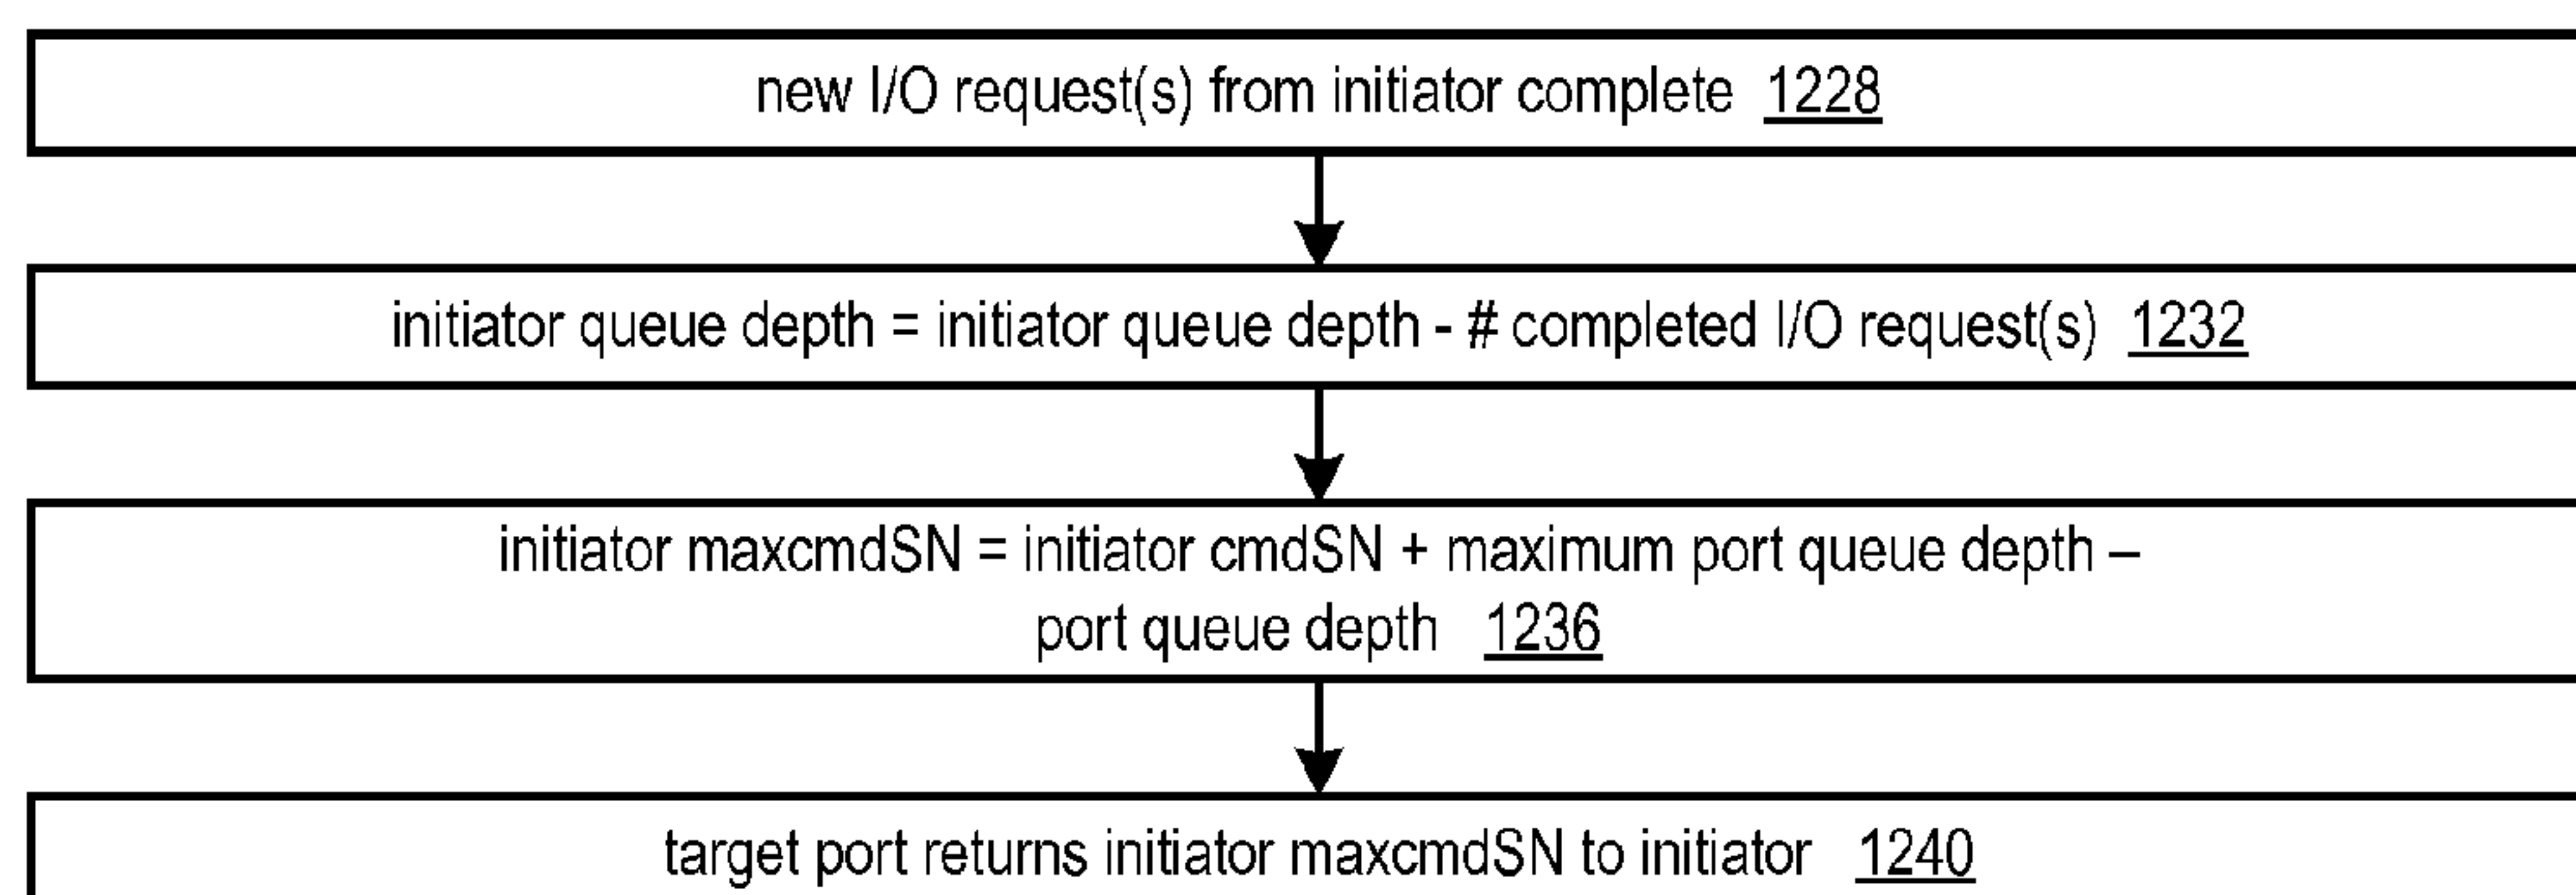 new I/O request(s) from initiator complete 1228
initiator queue depth = initiator queue depth - # completed I/O request(s) 1232
initiator maxcmdSN = initiator cmdSN + maximum port queue depth –
port queue depth 1236
target port returns initiator maxcmdSN to initiator 1240